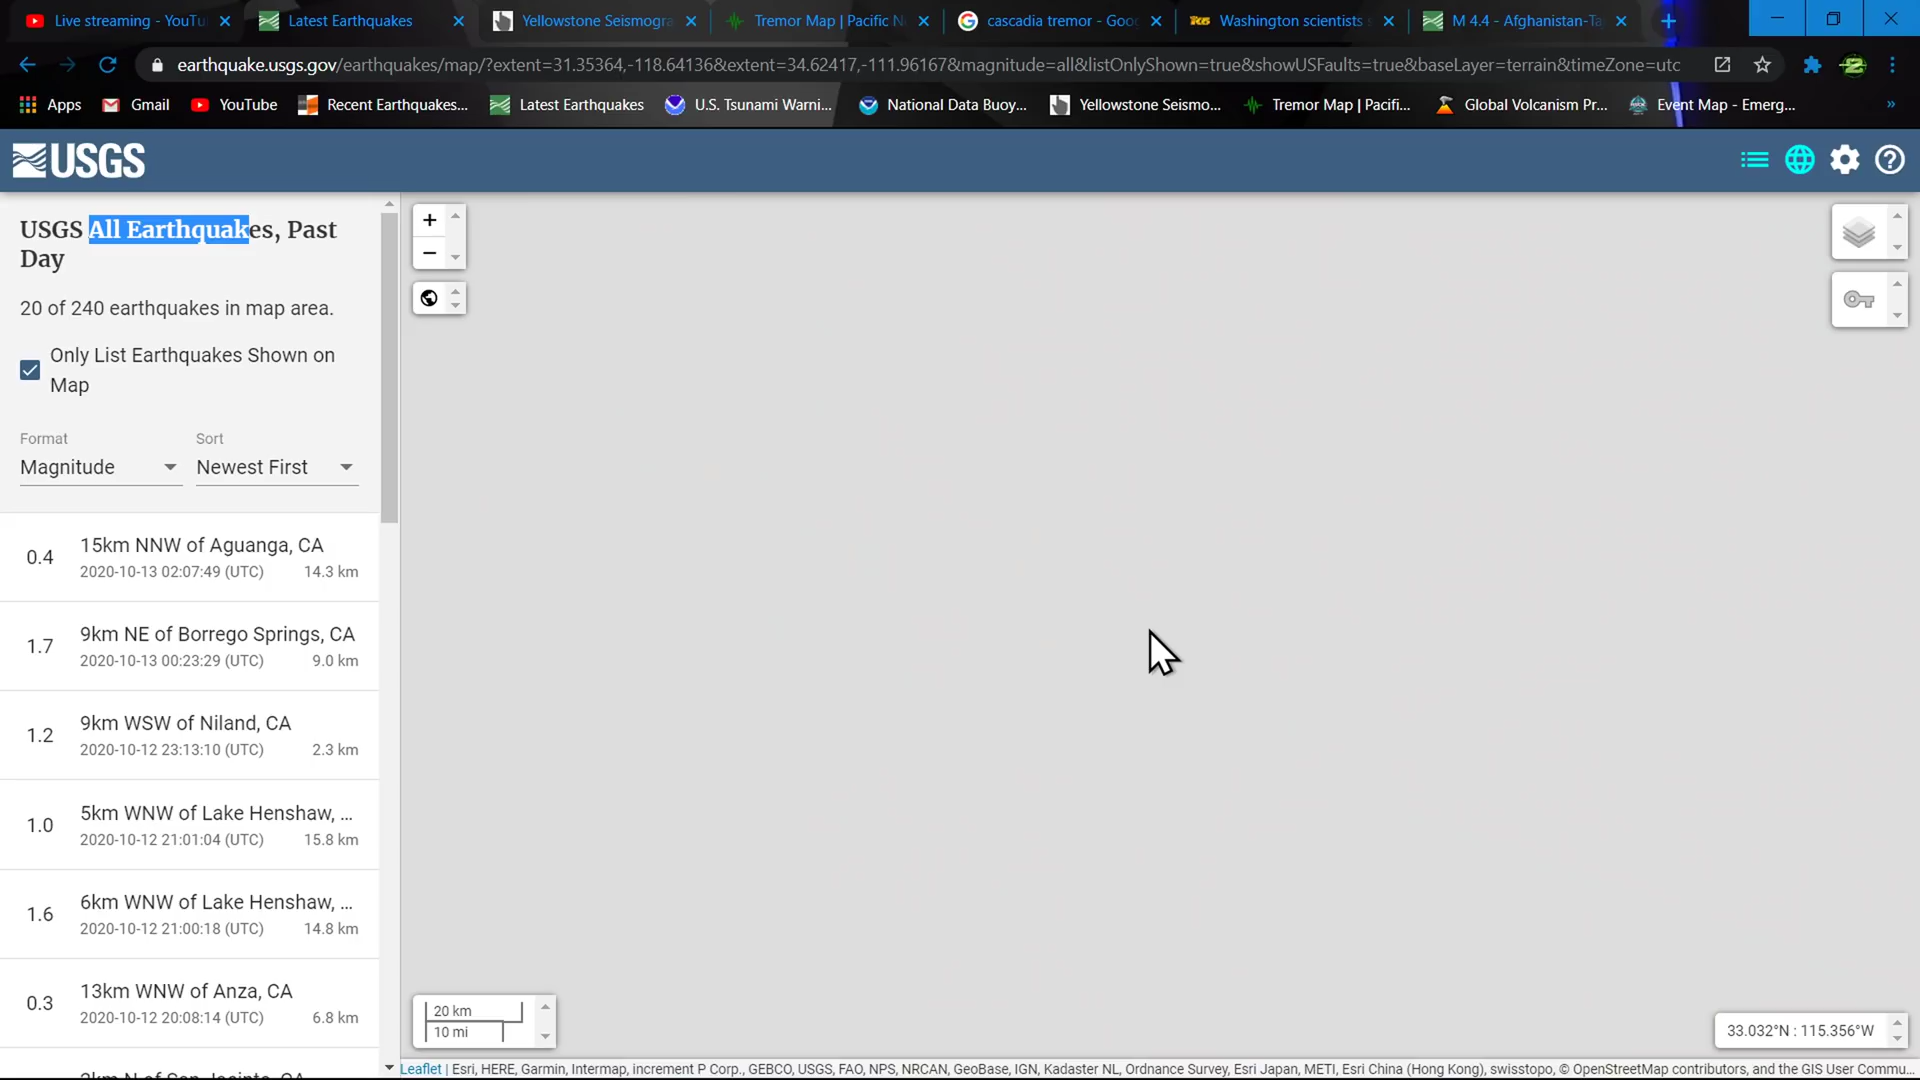 Live streaming - YouTu
Latest Earthquakes
Yellowstone Seismogra
Tremor Map | Pacific N
cascadia tremor - Goo
Washington scientists
M 4.4 - Afghanistan-Ta
earthquake.usgs.gov/earthquakes/map/?extent=31.35364,-118.64136&extent=34.62417,-111.96167&magnitude=all&listOnlyShown=true&showUSFaults=true&baseLayer=terrain&timeZone=utc
Apps
Gmail
YouTube
Recent Earthquakes...
Latest Earthquakes
U.S. Tsunami Warni...
National Data Buoy...
Yellowstone Seismo...
Tremor Map | Pacifi...
Global Volcanism Pr...
Event Map - Emerg...
USGS
USGS All Earthquakes, Past
Day
20 of 240 earthquakes in map area.
Only List Earthquakes Shown on
Map
Format
Magnitude
Sort
Newest First
0.4
15km NNW of Aguanga, CA
2020-10-13 02:07:49 (UTC) 14.3 km
1.7
9km NE of Borrego Springs, CA
2020-10-13 00:23:29 (UTC) 9.0 km
1.2
9km WSW of Niland, CA
2020-10-12 23:13:10 (UTC) 2.3 km
1.0
5km WNW of Lake Henshaw, ...
2020-10-12 21:01:04 (UTC) 15.8 km
1.6
6km WNW of Lake Henshaw, ...
2020-10-12 21:00:18 (UTC) 14.8 km
0.3
13km WNW of Anza, CA
2020-10-12 20:08:14 (UTC) 6.8 km
2km N of San Jacinto, CA
20 km
10 mi
33.032°N : 115.356°W
Leaflet | Esri, HERE, Garmin, Intermap, increment P Corp., GEBCO, USGS, FAO, NPS, NRCAN, GeoBase, IGN, Kadaster NL, Ordnance Survey, Esri Japan, METI, Esri China (Hong Kong), swisstopo, © OpenStreetMap contributors, and the GIS User Commu...